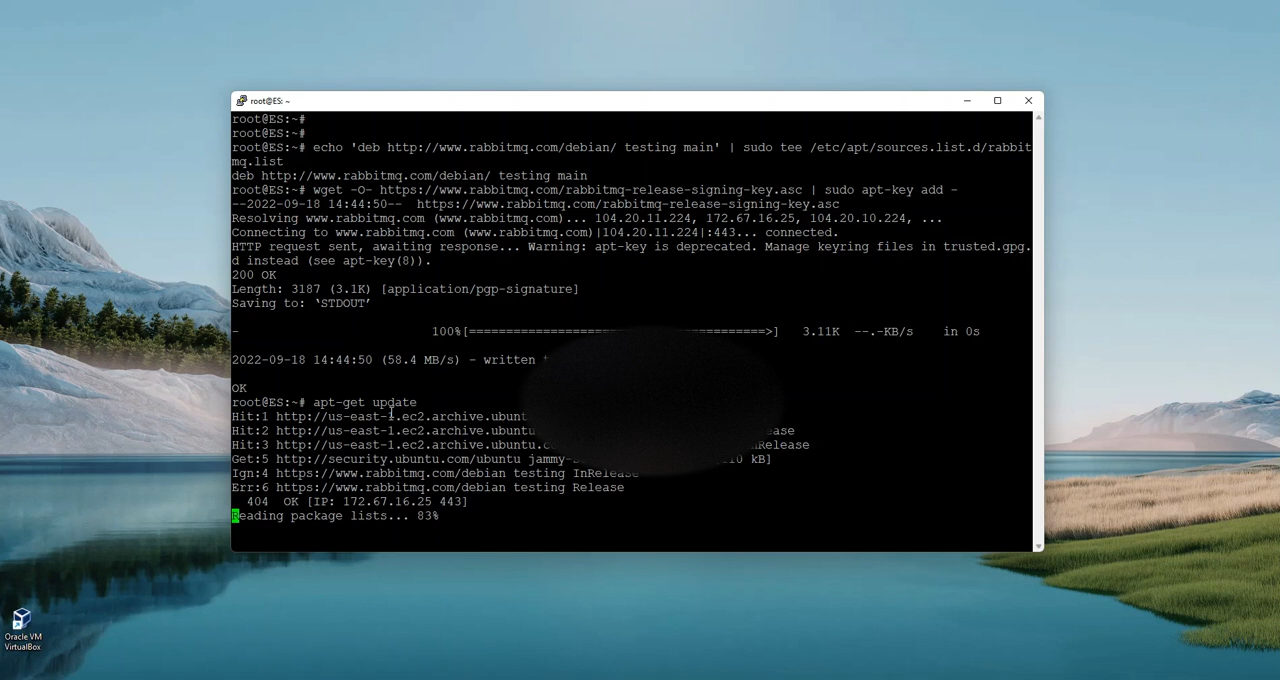 root@ES: ~
root@ES:~#
root@ES:~#
root@ES:~# echo 'deb http://www.rabbitmq.com/debian/ testing main' | sudo tee /etc/apt/sources.list.d/rabbit
mq.list
deb http://www.rabbitmq.com/debian/ testing main
root@ES:~# wget -O- https://www.rabbitmq.com/rabbitmq-release-signing-key.asc | sudo apt-key add -
--2022-09-18 14:44:50--  https://www.rabbitmq.com/rabbitmq-release-signing-key.asc
Resolving www.rabbitmq.com (www.rabbitmq.com)... 104.20.11.224, 172.67.16.25, 104.20.10.224, ...
Connecting to www.rabbitmq.com (www.rabbitmq.com)|104.20.11.224|:443... connected.
HTTP request sent, awaiting response... Warning: apt-key is deprecated. Manage keyring files in trusted.gpg.
d instead (see apt-key(8)).
200 OK
Length: 3187 (3.1K) [application/pgp-signature]
Saving to: ‘STDOUT’
-                          100%[=========================================>]   3.11K  --.-KB/s    in 0s
2022-09-18 14:44:50 (58.4 MB/s) - written
OK
root@ES:~# apt-get update
Hit:1 http://us-east-1.ec2.archive.ubunt
Hit:2 http://us-east-1.ec2.archive.ubuntu
Hit:3 http://us-east-1.ec2.archive.ubuntu.c
Get:5 http://security.ubuntu.com/ubuntu kB]
Ign:4 https://www.rabbitmq.com/debian testing InRelease
Err:6 https://www.rabbitmq.com/debian testing Release
  404  OK [IP: 172.67.16.25 443]
Reading package lists... 83%
Oracle VM
VirtualBox